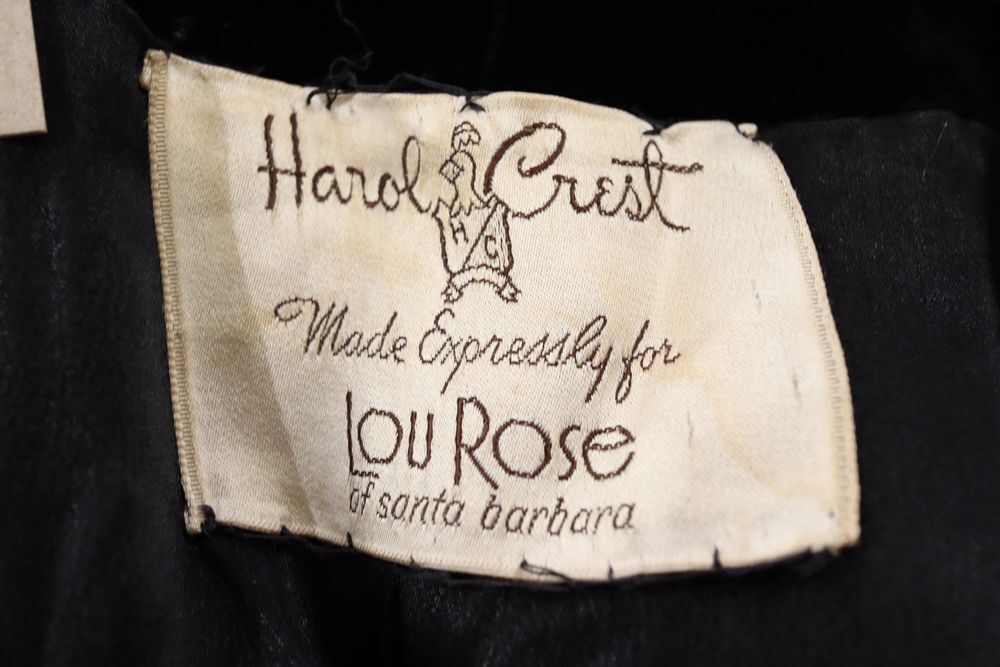 Harol Crest
H C
Made Expressly for
Lou Rose
of santa barbara